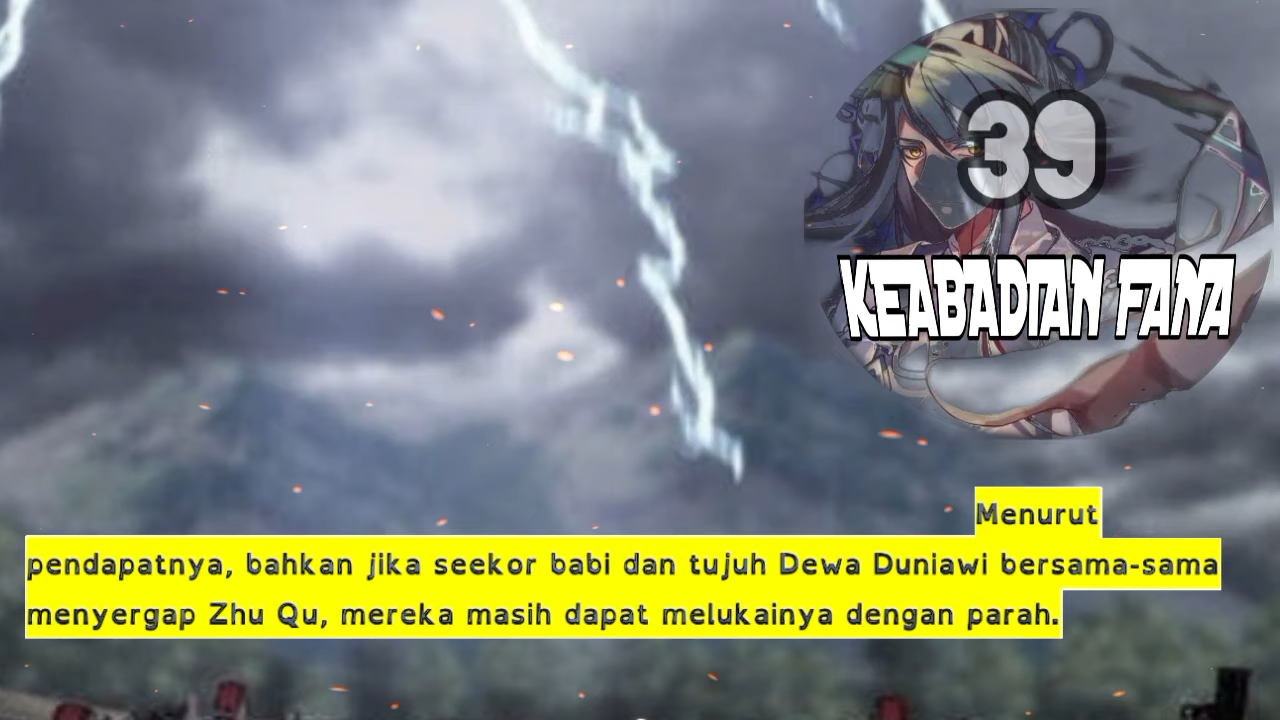 39
KEABADIAN FANA
Menurut
pendapatnya, bahkan jika seekor babi dan tujuh Dewa Duniawi bersama-sama
menyergap Zhu Qu, mereka masih dapat melukainya dengan parah.